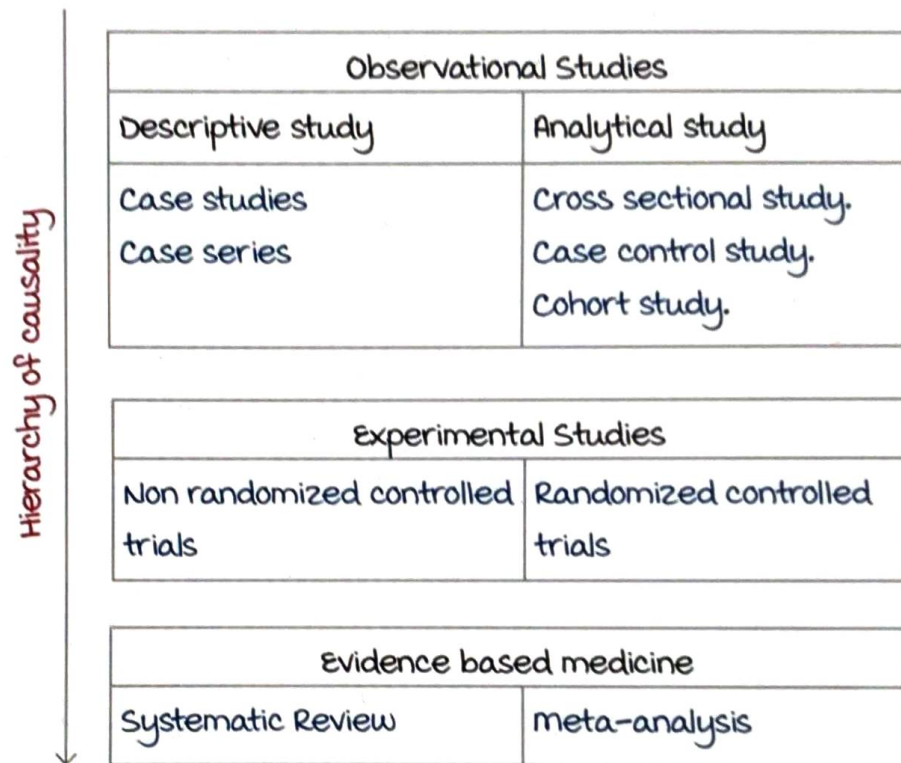 Hierarchy of causality
Observational Studies
Descriptive study
Analytical study
Case studies
Case series
Cross sectional study.
Case control study.
Cohort study.
Experimental Studies
Non randomized controlled
trials
Randomized controlled
trials
Evidence based medicine
Systematic Review
meta-analysis